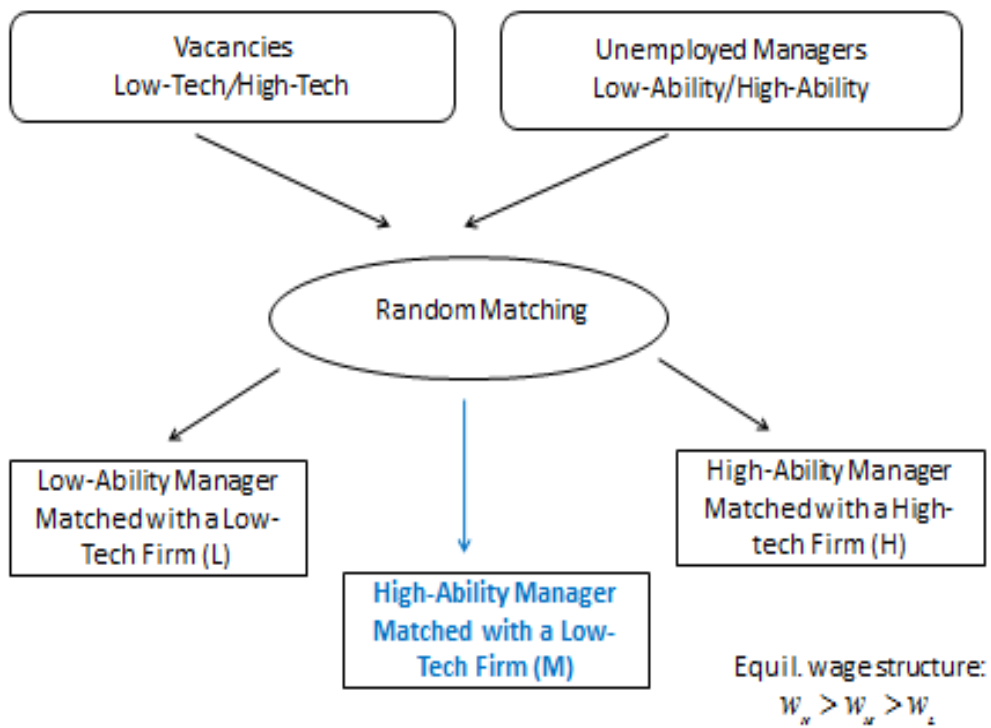 Vacancies
Low-Tech/High-Tech
Unemployed Managers
Low-Ability/High-Ability
Random Matching
Low-Ability Manager
Matched with a Low-
Tech Firm (L)
High-Ability Manager
Matched with a Low-
Tech Firm (M)
High-Ability Manager
Matched with a High-
tech Firm (H)
Equil. wage structure:
w > w > w